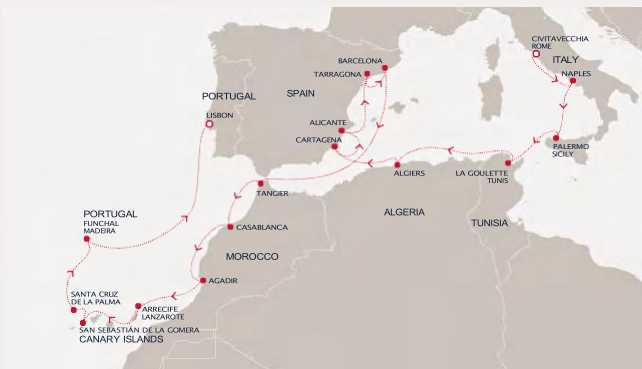 CIVITAVECCHIA
ROME
ITALY
NAPLES
PALERMO
SICILY
LA GOULETTE
TUNIS
TUNISIA
ALGIERS
ALGERIA
BARCELONA
TARRAGONA
SPAIN
ALICANTE
CARTAGENA
PORTUGAL
LISBON
TANGIER
CASABLANCA
MOROCCO
AGADIR
PORTUGAL
FUNCHAL
MADEIRA
SANTA CRUZ
DE LA PALMA
ARRECIFE
LANZAROTE
SAN SEBASTIÁN DE LA GOMERA
CANARY ISLANDS